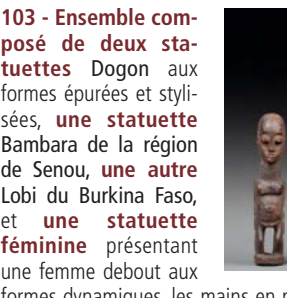 103 - Ensemble com-
posé de deux sta-
tuettes Dogon aux
formes épurées et styli-
sées, une statuette
Bambara de la région
de Senou, une autre
Lobi du Burkina Faso,
et une statuette
féminine présentant
une femme debout aux
formes dynamiques, les mains en